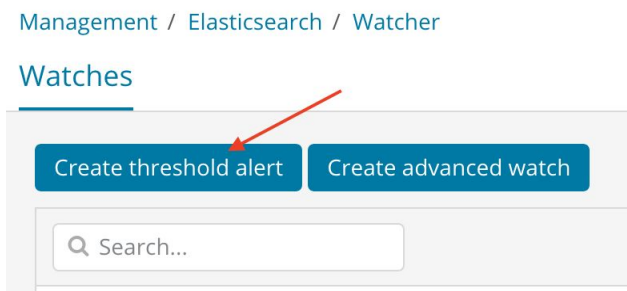 Management / Elasticsearch / Watcher
Watches
Create threshold alert Create advanced watch
Search...